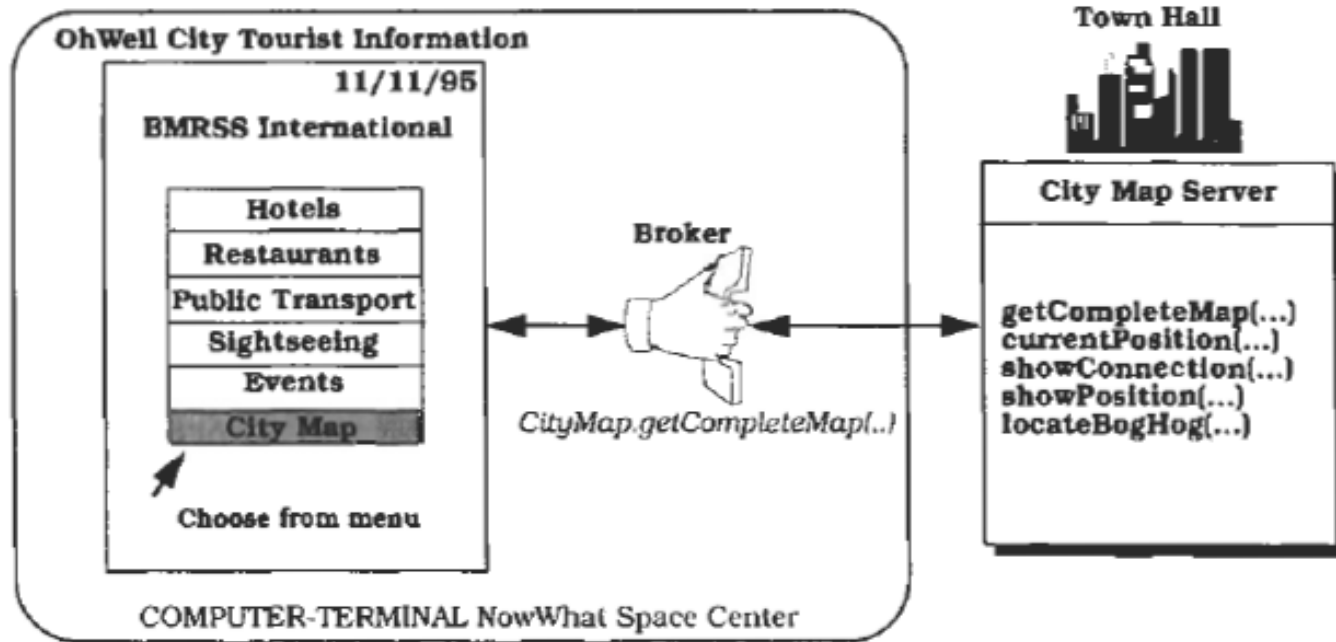 OhWell City Tourist Information
11/11/95
BMRSS International
Hotels
Restaurants
Public Transport
Sightseeing
Events
City Map
Choose from menu
COMPUTER-TERMINAL NowWhat Space Center
Broker
CityMap.getCompleteMap(..)
Town Hall
City Map Server
getCompleteMap(...)
currentPosition(...)
showConnection(...)
showPosition(...)
locateBogHog(...)